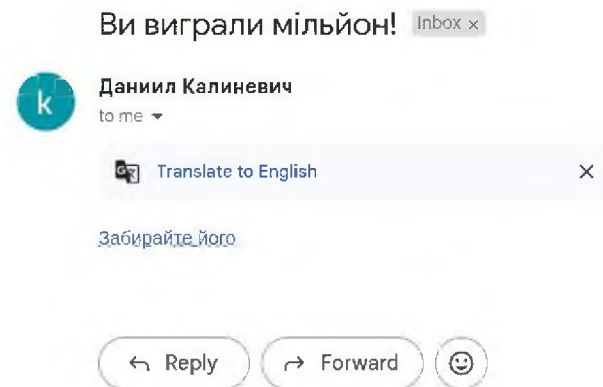 Ви виграли мільйон! Inbox x
k
Даниил Калиневич
to me
Translate to English
Забирайте його
Reply Forward